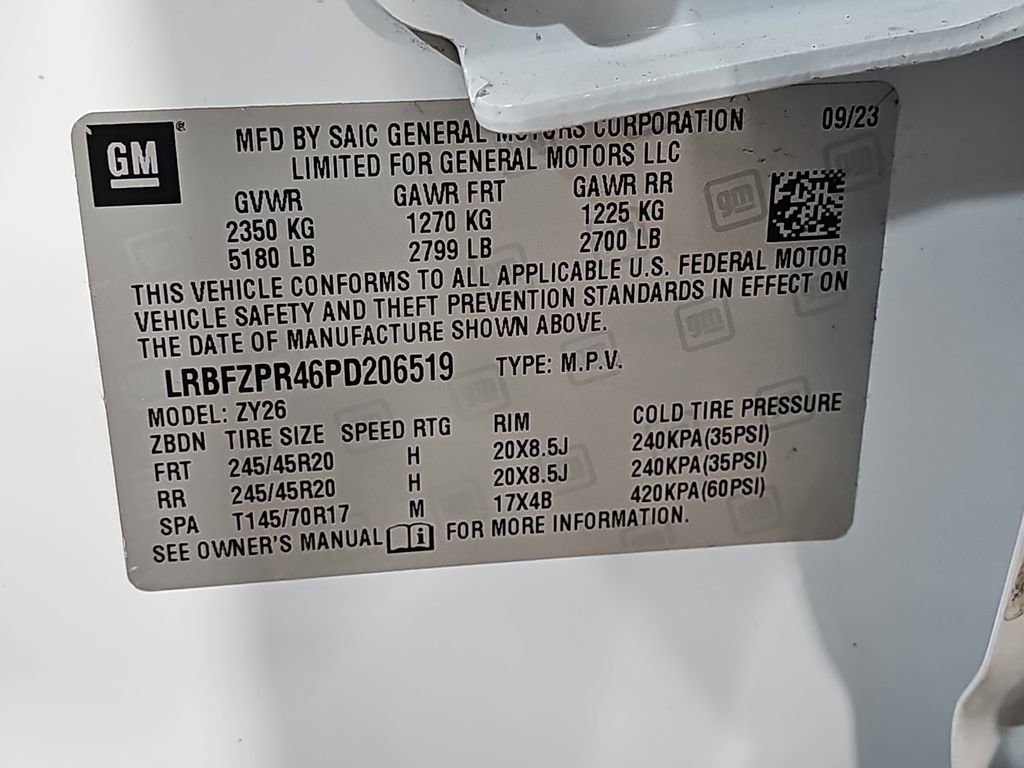 GM ®
MFD BY SAIC GENERAL MOTORS CORPORATION 09/23
LIMITED FOR GENERAL MOTORS LLC
GVWR GAWR FRT GAWR RR
2350 KG 1270 KG 1225 KG
5180 LB 2799 LB 2700 LB
gm
gm
THIS VEHICLE CONFORMS TO ALL APPLICABLE U.S. FEDERAL MOTOR
VEHICLE SAFETY AND THEFT PREVENTION STANDARDS IN EFFECT ON
THE DATE OF MANUFACTURE SHOWN ABOVE.
gm
LRBFZPR46PD206519 TYPE: M.P.V.
MODEL: ZY26
ZBDN TIRE SIZE SPEED RTG RIM COLD TIRE PRESSURE
FRT 245/45R20 H 20X8.5J 240KPA(35PSI)
RR 245/45R20 H 20X8.5J 240KPA(35PSI)
SPA T145/70R17 M 17X4B 420KPA(60PSI)
SEE OWNER'S MANUAL i FOR MORE INFORMATION.